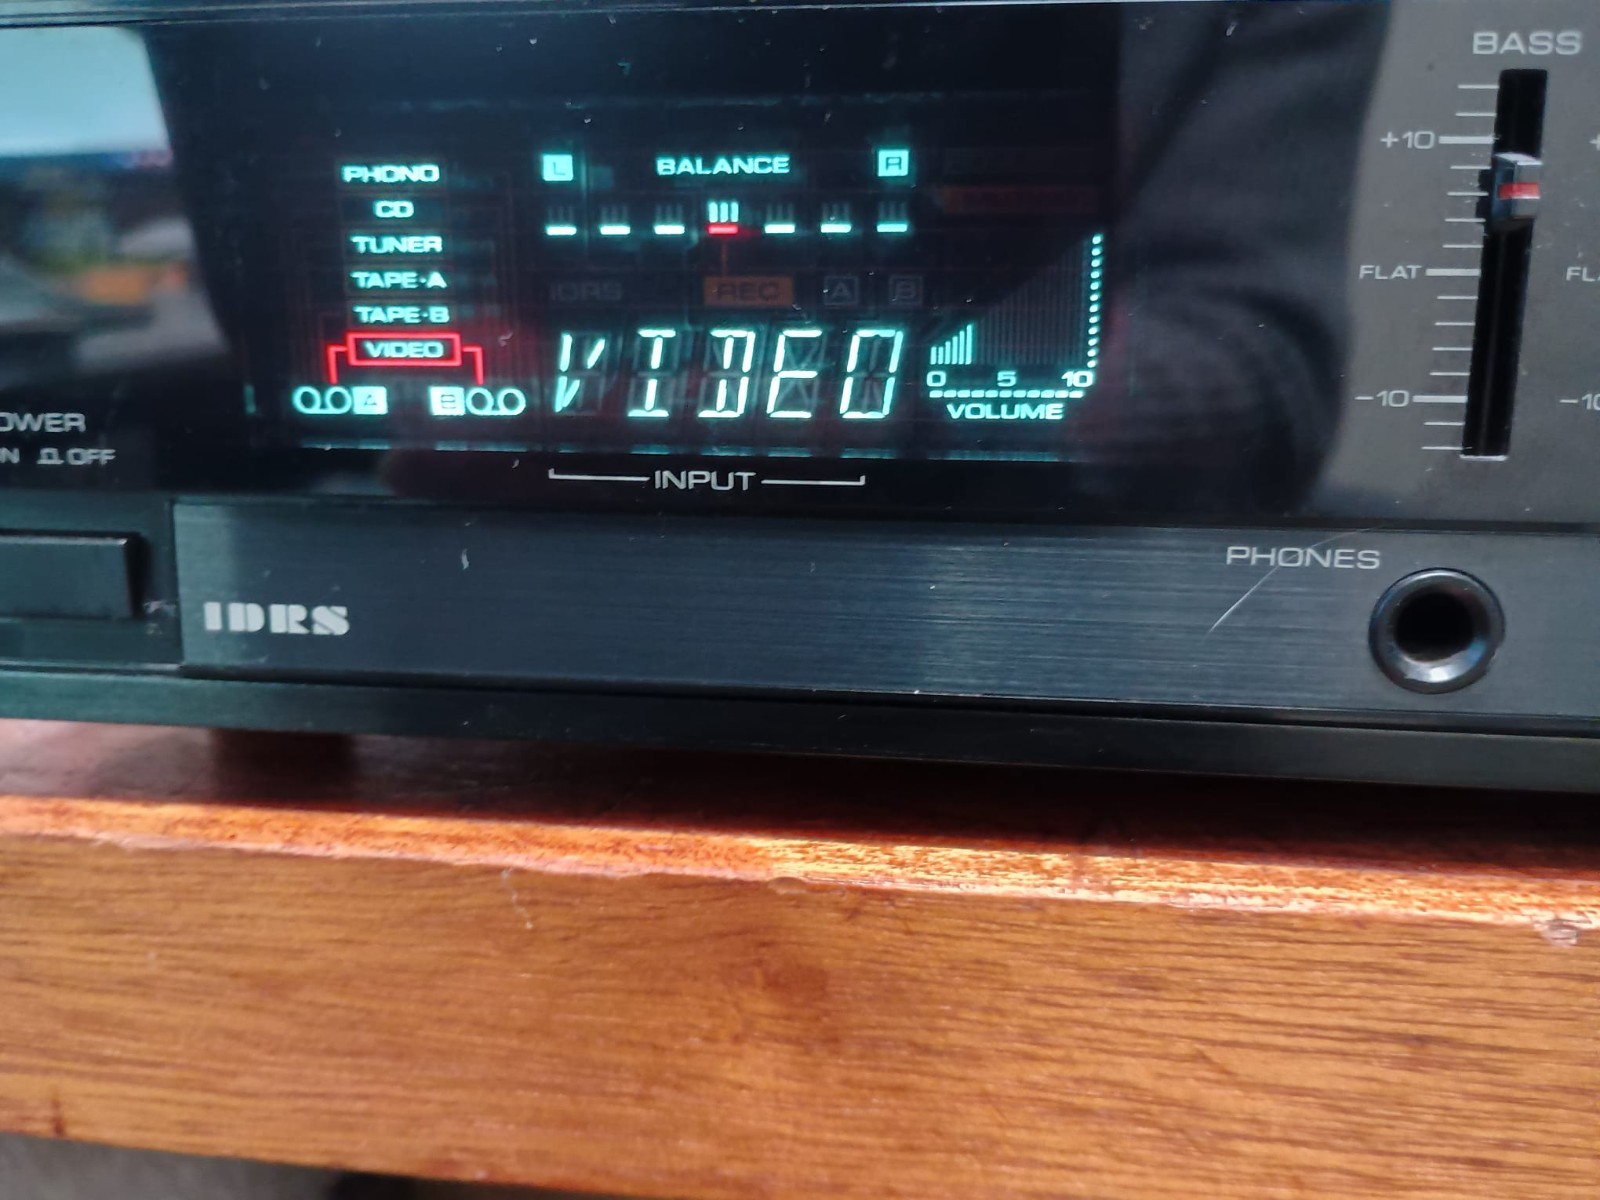 BASS
+10
FLAT
-10
PHONO
CD
TUNER
TAPE·A
TAPE·B
VIDEO
A B
L BALANCE R
IDRS REC A B
VIDEO
0 5 10
VOLUME
INPUT
OWER
N OFF
PHONES
IDRS